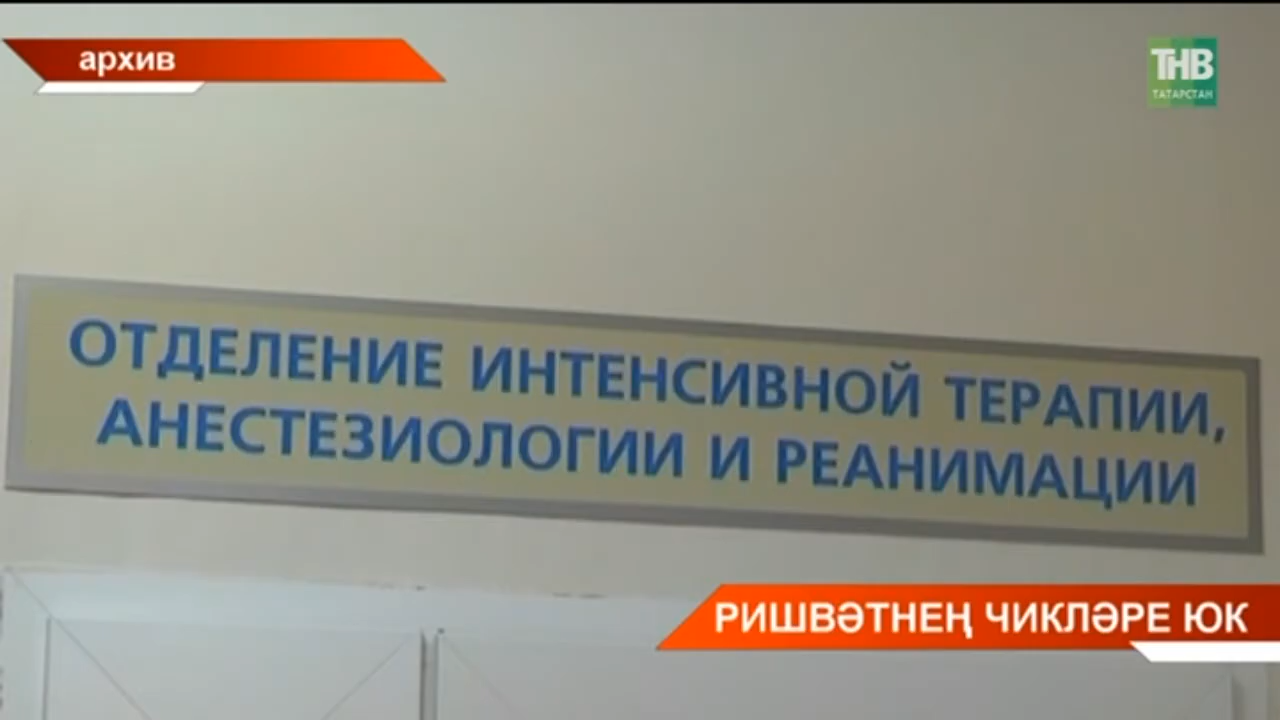 архив
ТНВ
ТАТАРСТАН
ОТДЕЛЕНИЕ ИНТЕНСИВНОЙ ТЕРАПИИ,
АНЕСТЕЗИОЛОГИИ И РЕАНИМАЦИИ
РИШВӘТНЕҢ ЧИКЛӘРЕ ЮК